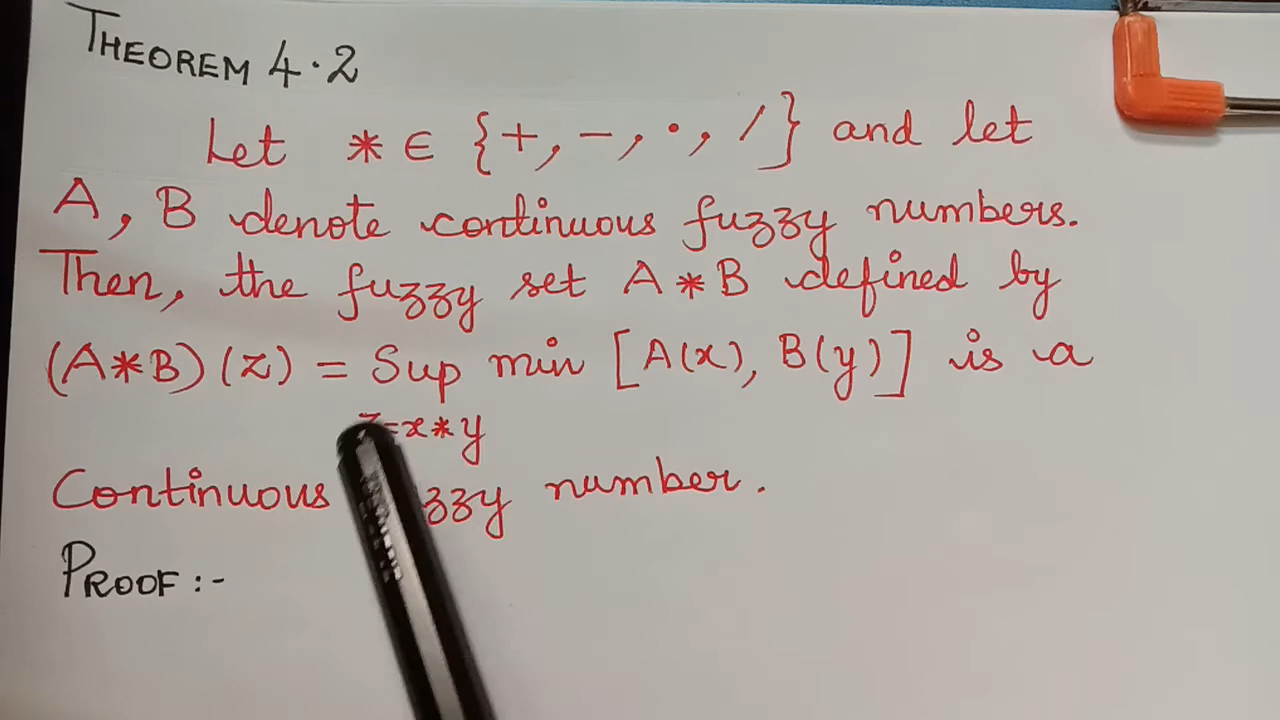 THEOREM 4.2
Let * ∈ {+, -, ·, /} and let
A, B denote continuous fuzzy numbers.
Then, the fuzzy set A * B defined by
(A*B)(z) = Sup min [A(x), B(y)] is a
z=x*y
Continuous number.
PROOF:-